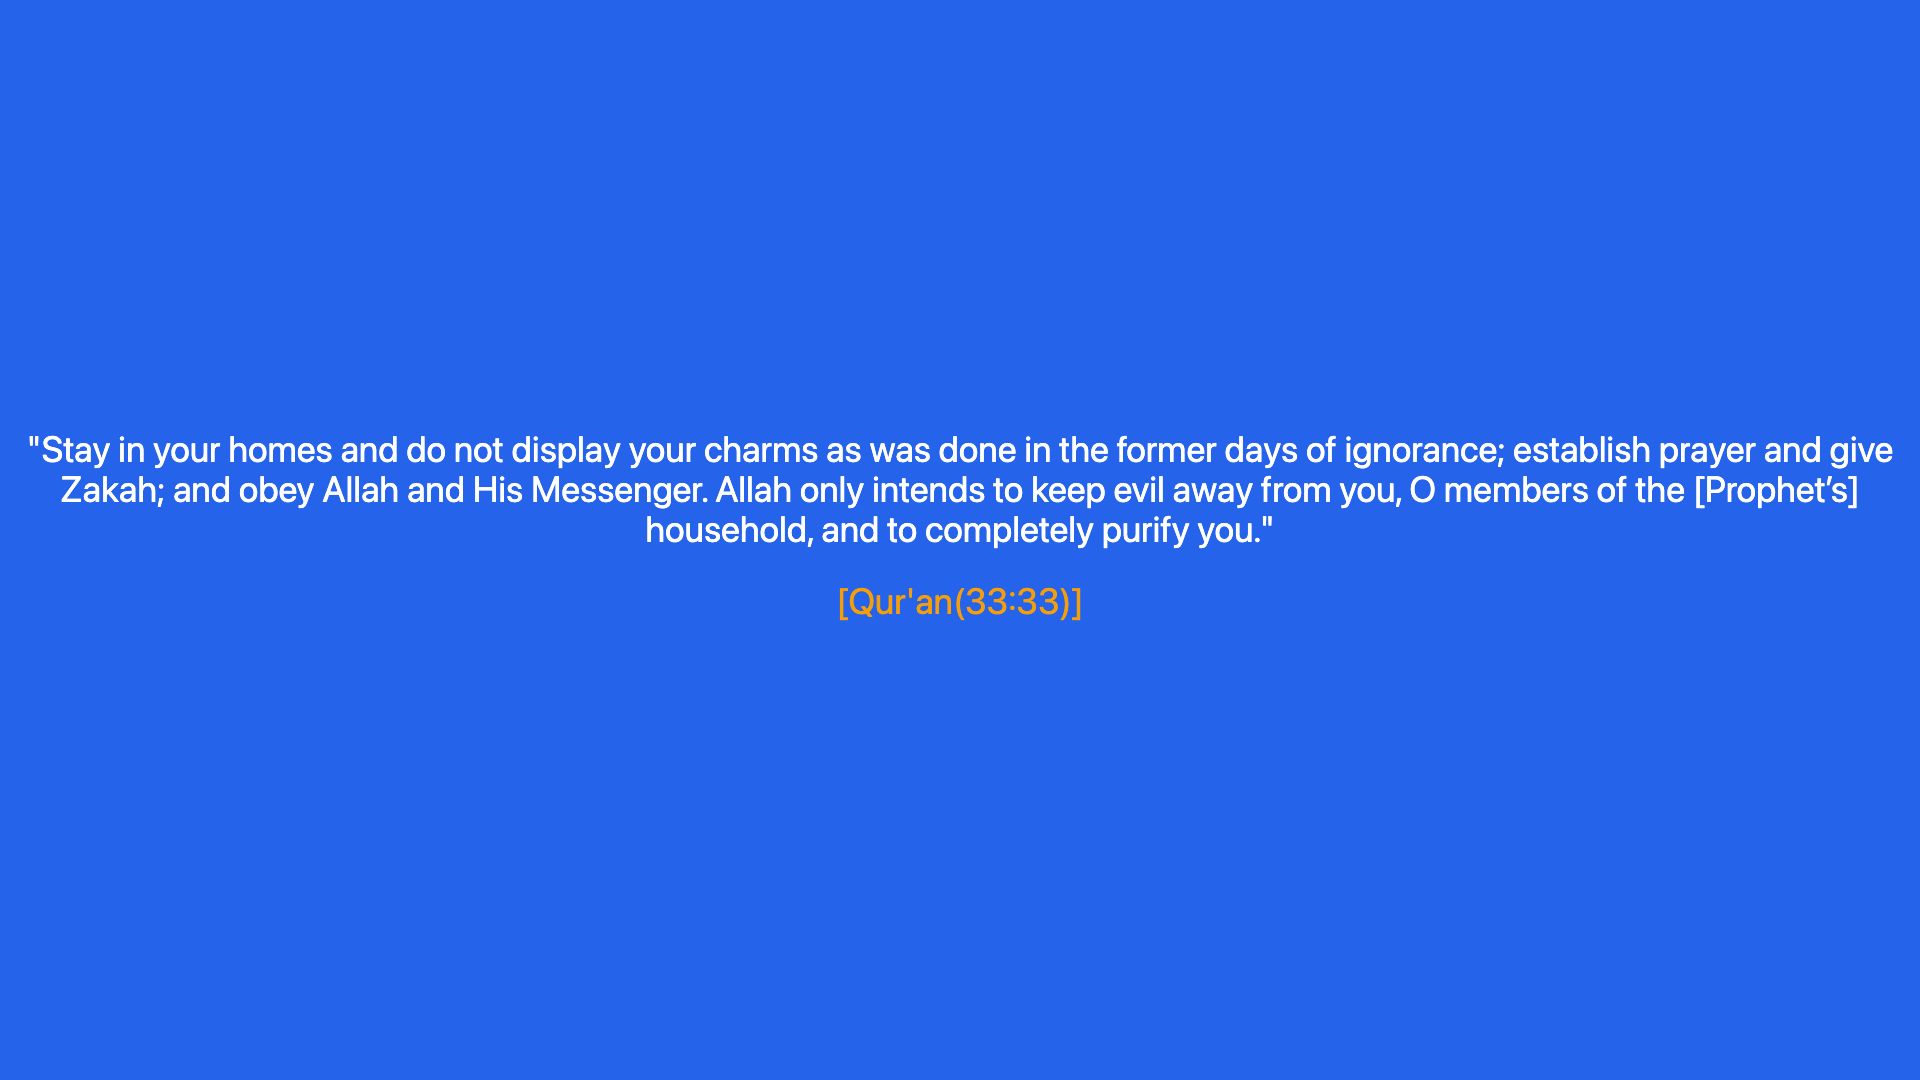 "Stay in your homes and do not display your charms as was done in the former days of ignorance; establish prayer and give
Zakah; and obey Allah and His Messenger. Allah only intends to keep evil away from you, O members of the [Prophet’s]
household, and to completely purify you."
[Qur'an(33:33)]